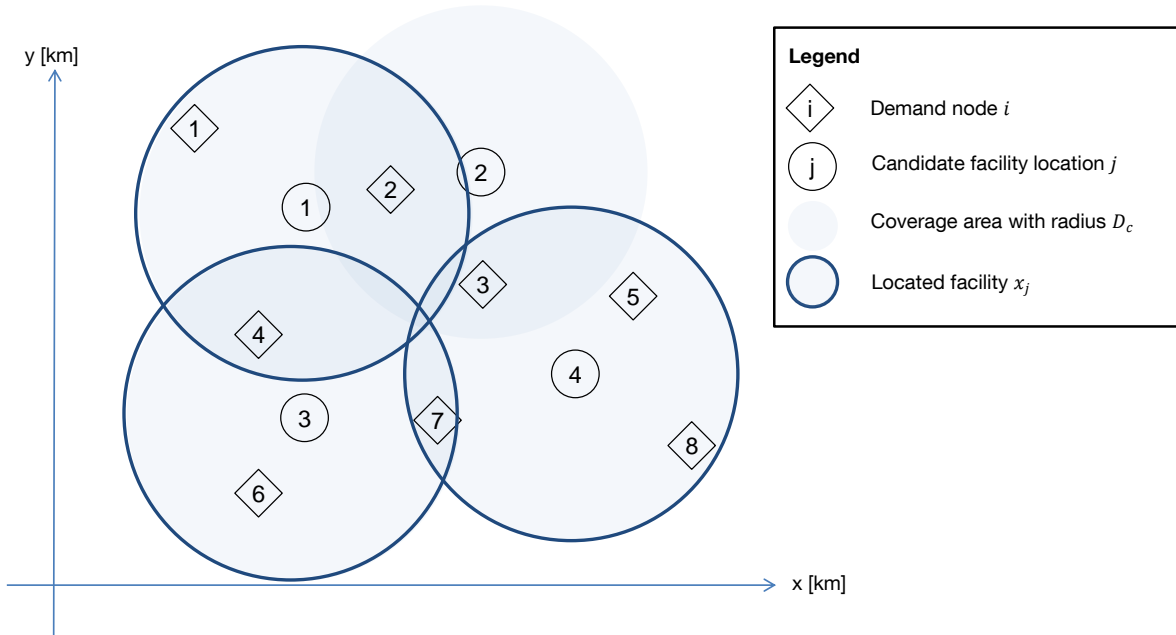 y [km]
1
2
2
1
3
5
4
4
3
7
8
6
x [km]
Legend
i Demand node i
j Candidate facility location j
Coverage area with radius D_c
Located facility x_j